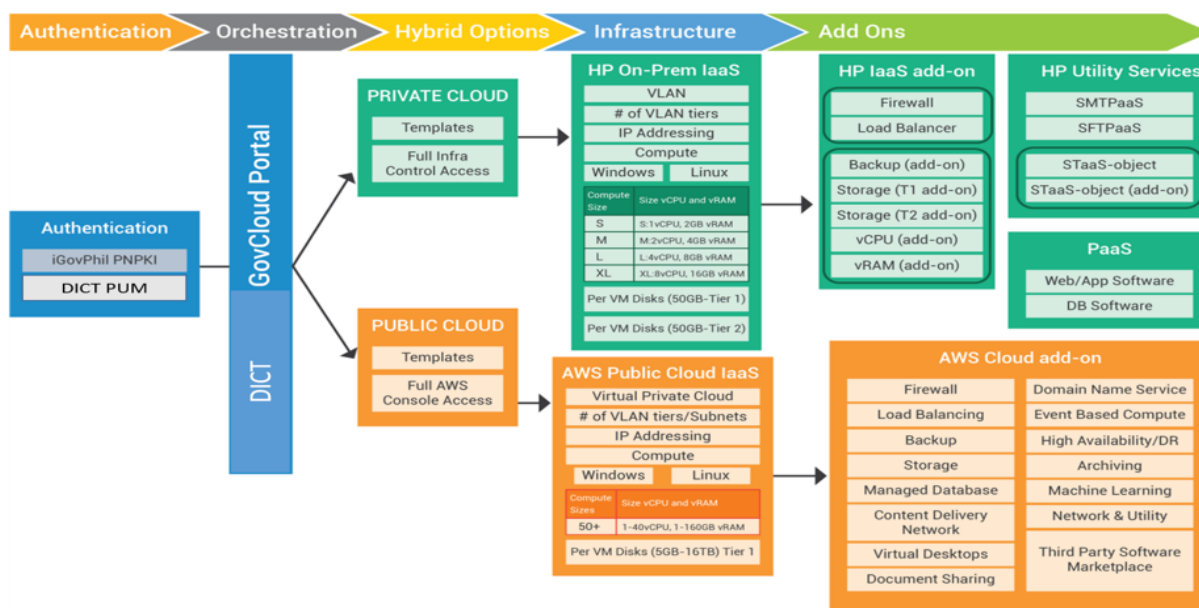 Authentication
Orchestration
Hybrid Options
Infrastructure
Add Ons
Authentication
iGovPhil PNPKI
DICT PUM
GovCloud Portal
DICT
PRIVATE CLOUD
Templates
Full Infra
Control Access
PUBLIC CLOUD
Templates
Full AWS
Console Access
HP On-Prem IaaS
VLAN
# of VLAN tiers
IP Addressing
Compute
Windows
Linux
Compute
Size
Size vCPU and vRAM
S
S:1vCPU, 2GB vRAM
M
M:2vCPU, 4GB vRAM
L
L:4vCPU, 8GB vRAM
XL
XL:8vCPU, 16GB vRAM
Per VM Disks (50GB-Tier 1)
Per VM Disks (50GB-Tier 2)
AWS Public Cloud IaaS
Virtual Private Cloud
# of VLAN tiers/Subnets
IP Addressing
Compute
Windows
Linux
Compute
Sizes
Size vCPU and vRAM
50+
1-40vCPU, 1-160GB vRAM
Per VM Disks (5GB-16TB) Tier 1
HP IaaS add-on
Firewall
Load Balancer
Backup (add-on)
Storage (T1 add-on)
Storage (T2 add-on)
vCPU (add-on)
vRAM (add-on)
HP Utility Services
SMTPaaS
SFTPaaS
STaaS-object
STaaS-object (add-on)
PaaS
Web/App Software
DB Software
AWS Cloud add-on
Firewall
Load Balancing
Backup
Storage
Managed Database
Content Delivery
Network
Virtual Desktops
Document Sharing
Domain Name Service
Event Based Compute
High Availability/DR
Archiving
Machine Learning
Network & Utility
Third Party Software
Marketplace